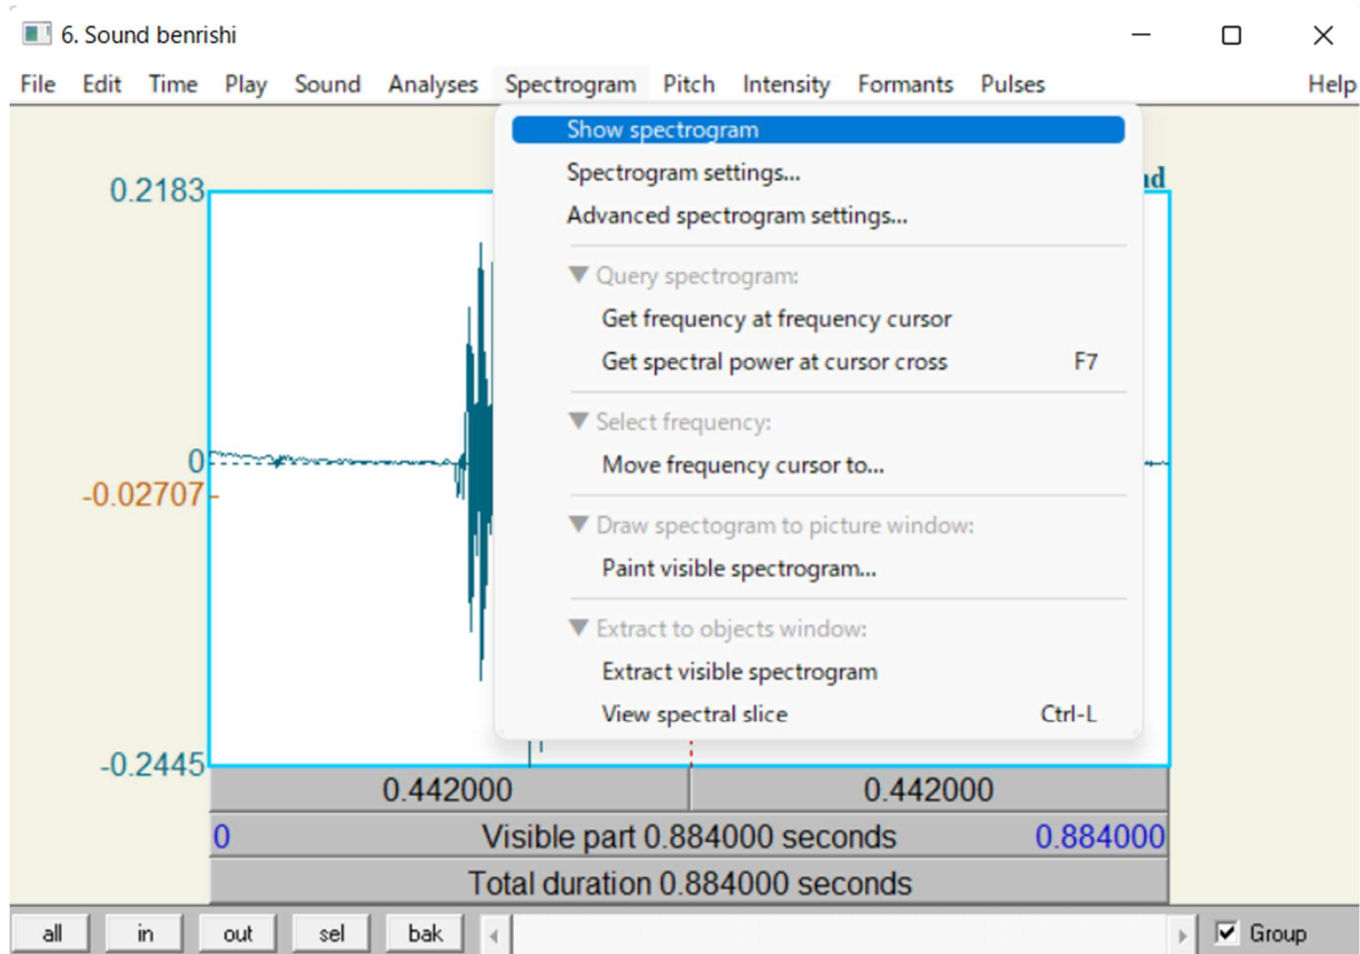 6. Sound benrishi
File Edit Time Play Sound Analyses Spectrogram Pitch Intensity Formants Pulses Help
Show spectrogram
Spectrogram settings...
Advanced spectrogram settings...
▼ Query spectrogram:
Get frequency at frequency cursor
Get spectral power at cursor cross F7
▼ Select frequency:
Move frequency cursor to...
▼ Draw spectogram to picture window:
Paint visible spectrogram...
▼ Extract to objects window:
Extract visible spectrogram
View spectral slice Ctrl-L
0.2183
0
-0.02707
-0.2445
0.442000 0.442000
0 Visible part 0.884000 seconds 0.884000
Total duration 0.884000 seconds
all in out sel bak Group